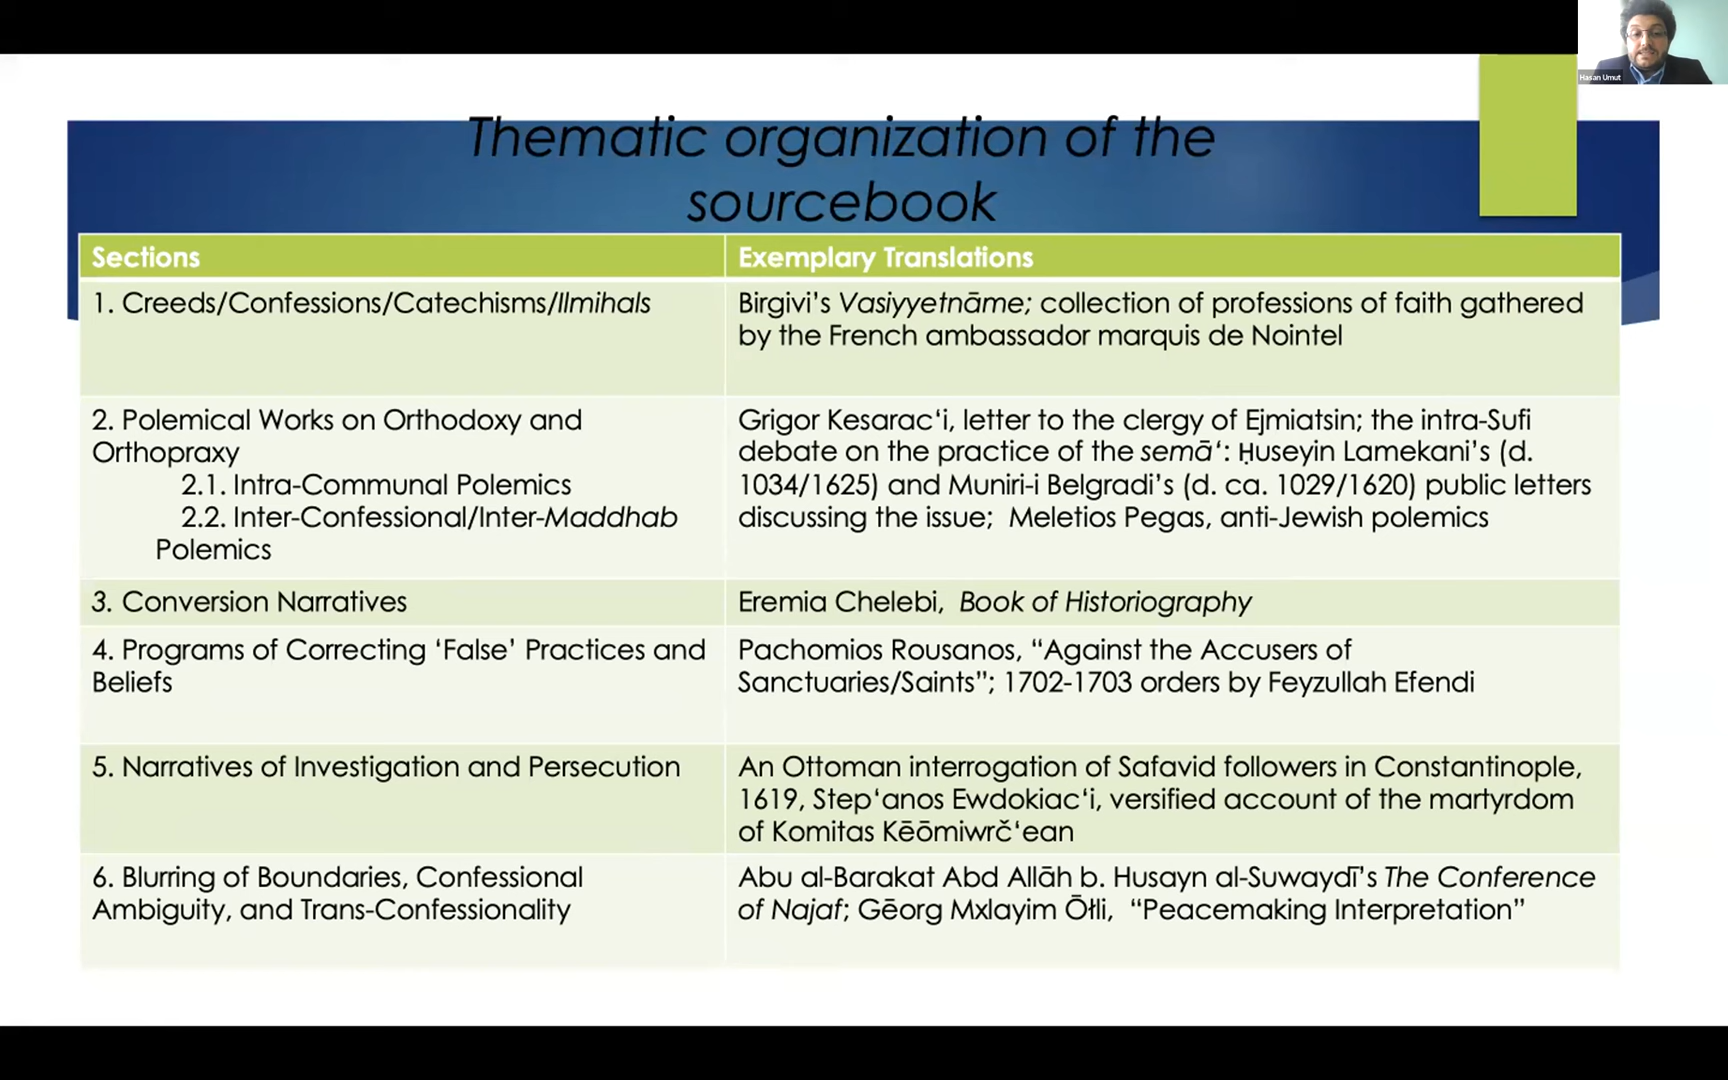 Hasan Umut
Thematic organization of the
sourcebook
Sections
Exemplary Translations
1. Creeds/Confessions/Catechisms/Ilmihals
Birgivi’s Vasiyyetnāme; collection of professions of faith gathered
by the French ambassador marquis de Nointel
2. Polemical Works on Orthodoxy and
Orthopraxy
2.1. Intra-Communal Polemics
2.2. Inter-Confessional/Inter-Maddhab
Polemics
Grigor Kesarac‘i, letter to the clergy of Ejmiatsin; the intra-Sufi
debate on the practice of the semā‘: Ḥuseyin Lamekani’s (d.
1034/1625) and Muniri-i Belgradi’s (d. ca. 1029/1620) public letters
discussing the issue; Meletios Pegas, anti-Jewish polemics
3. Conversion Narratives
Eremia Chelebi, Book of Historiography
4. Programs of Correcting ‘False’ Practices and
Beliefs
Pachomios Rousanos, “Against the Accusers of
Sanctuaries/Saints”; 1702-1703 orders by Feyzullah Efendi
5. Narratives of Investigation and Persecution
An Ottoman interrogation of Safavid followers in Constantinople,
1619, Step‘anos Ewdokiac‘i, versified account of the martyrdom
of Komitas Kēōmiwrč‘ean
6. Blurring of Boundaries, Confessional
Ambiguity, and Trans-Confessionality
Abu al-Barakat Abd Allāh b. Husayn al-Suwaydī’s The Conference
of Najaf; Gēorg Mxlayim Ōłli, “Peacemaking Interpretation”